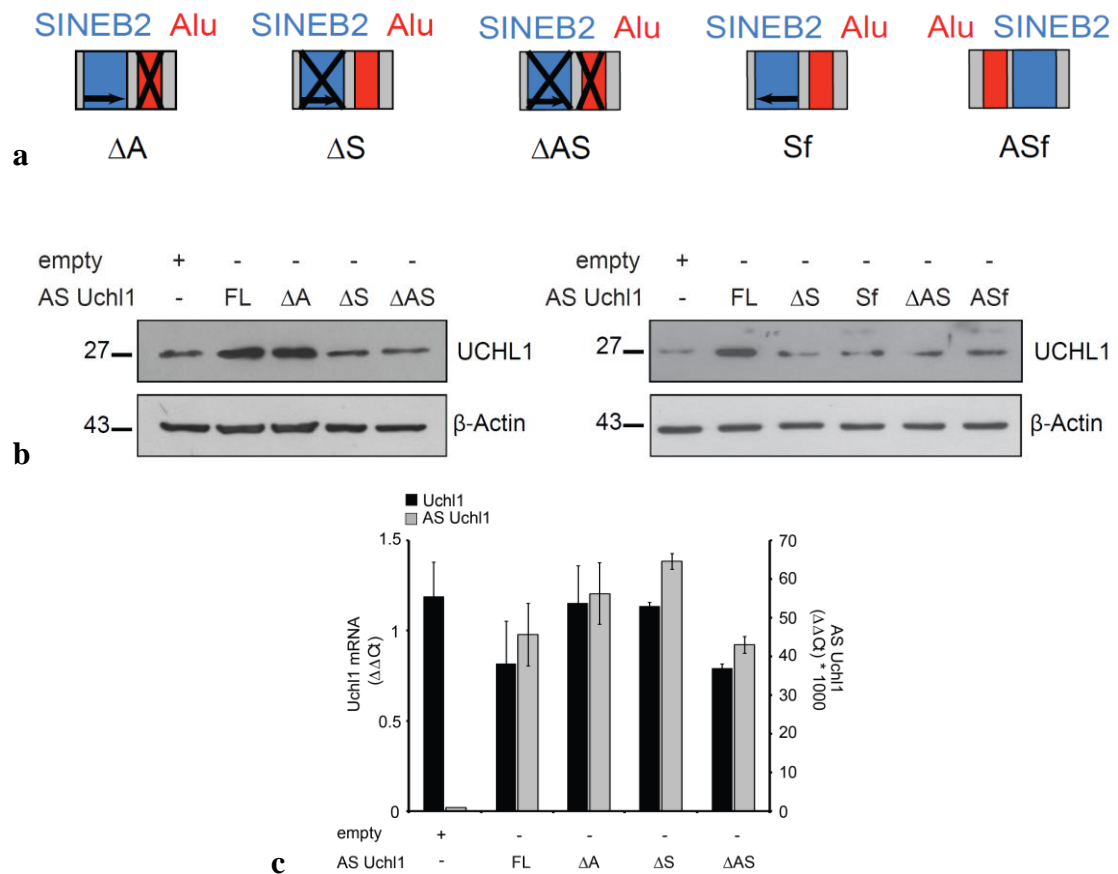 SINEB2 Alu SINEB2 Alu SINEB2 Alu SINEB2 Alu Alu SINEB2
a ΔA ΔS ΔAS Sf ASf
empty + - - - -
AS Uchl1 - FL ΔA ΔS ΔAS
27 UCHL1
43 β-Actin
empty + - - - - -
AS Uchl1 - FL ΔS Sf ΔAS ASf
27 UCHL1
43 β-Actin
b
Uchl1
AS Uchl1
Uchl1 mRNA
(ΔΔCt)
1.5
1
0.5
0
70
60
50
40
30
20
10
0
AS Uchl1
(ΔΔCt) * 1000
empty + - - - -
c AS Uchl1 - FL ΔA ΔS ΔAS